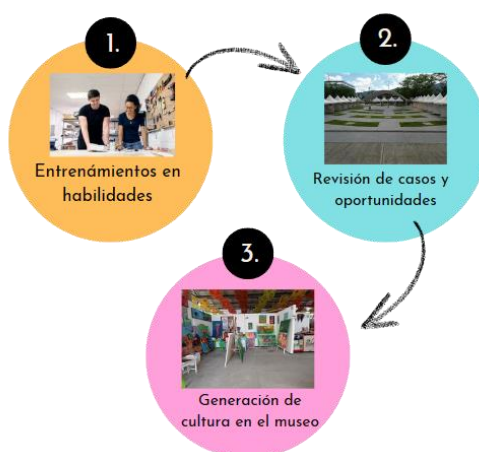 1.
Entrenámientos en
habilidades
2.
Revisión de casos y
oportunidades
3.
Generación de
cultura en el museo